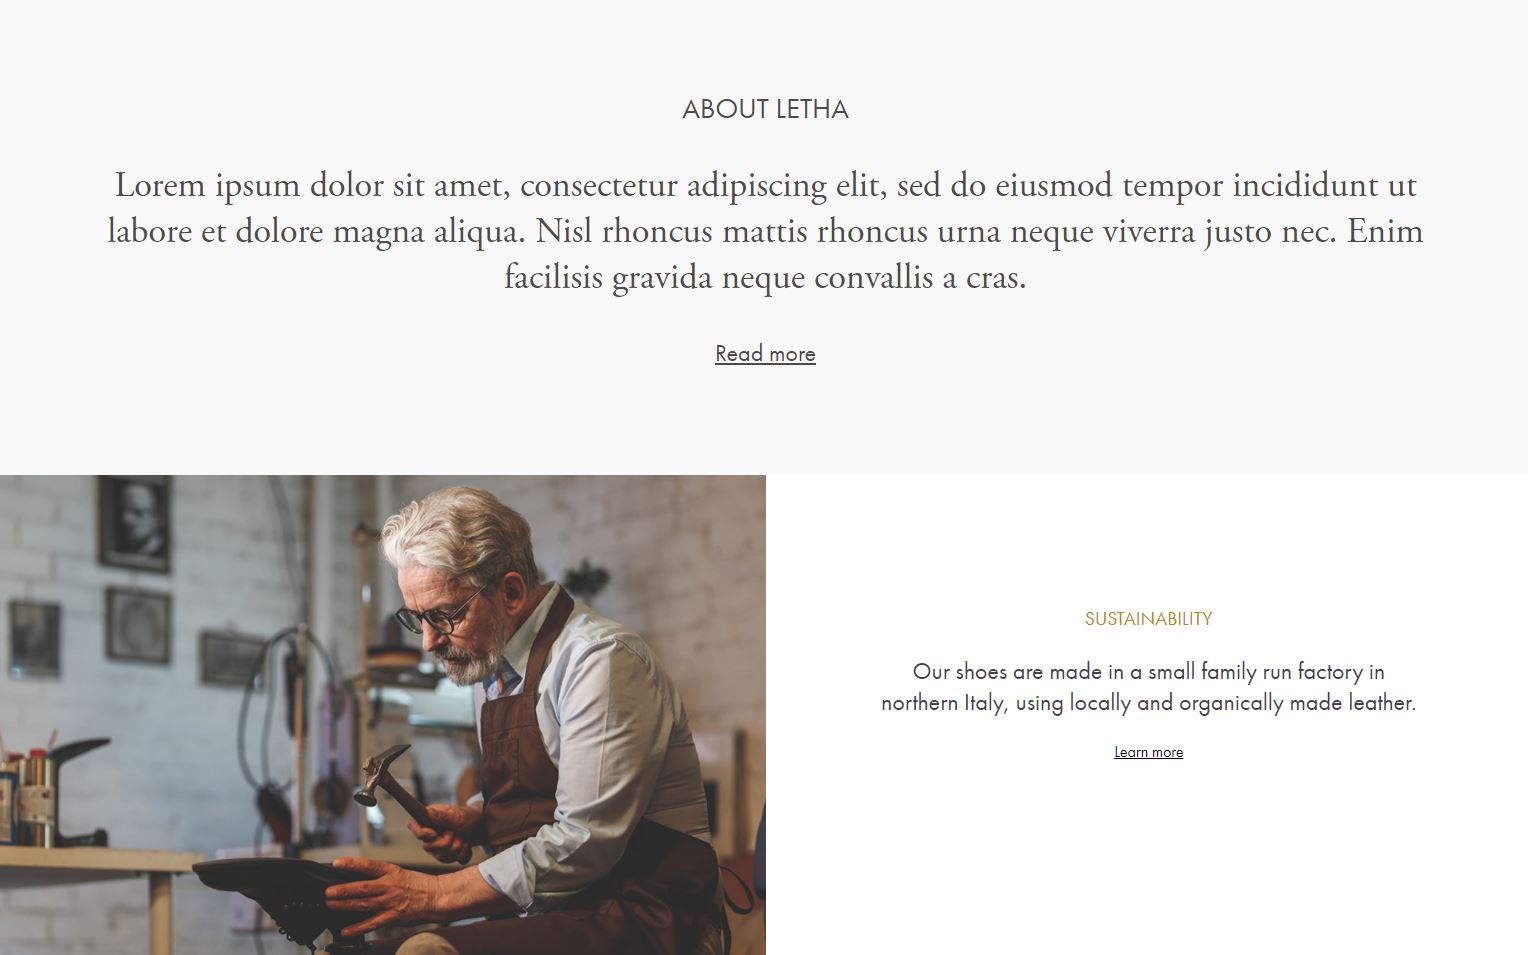 ABOUT LETHA
Lorem ipsum dolor sit amet, consectetur adipiscing elit, sed do eiusmod tempor incididunt ut
labore et dolore magna aliqua. Nisl rhoncus mattis rhoncus urna neque viverra justo nec. Enim
facilisis gravida neque convallis a cras.
Read more
SUSTAINABILITY
Our shoes are made in a small family run factory in
northern Italy, using locally and organically made leather.
Learn more